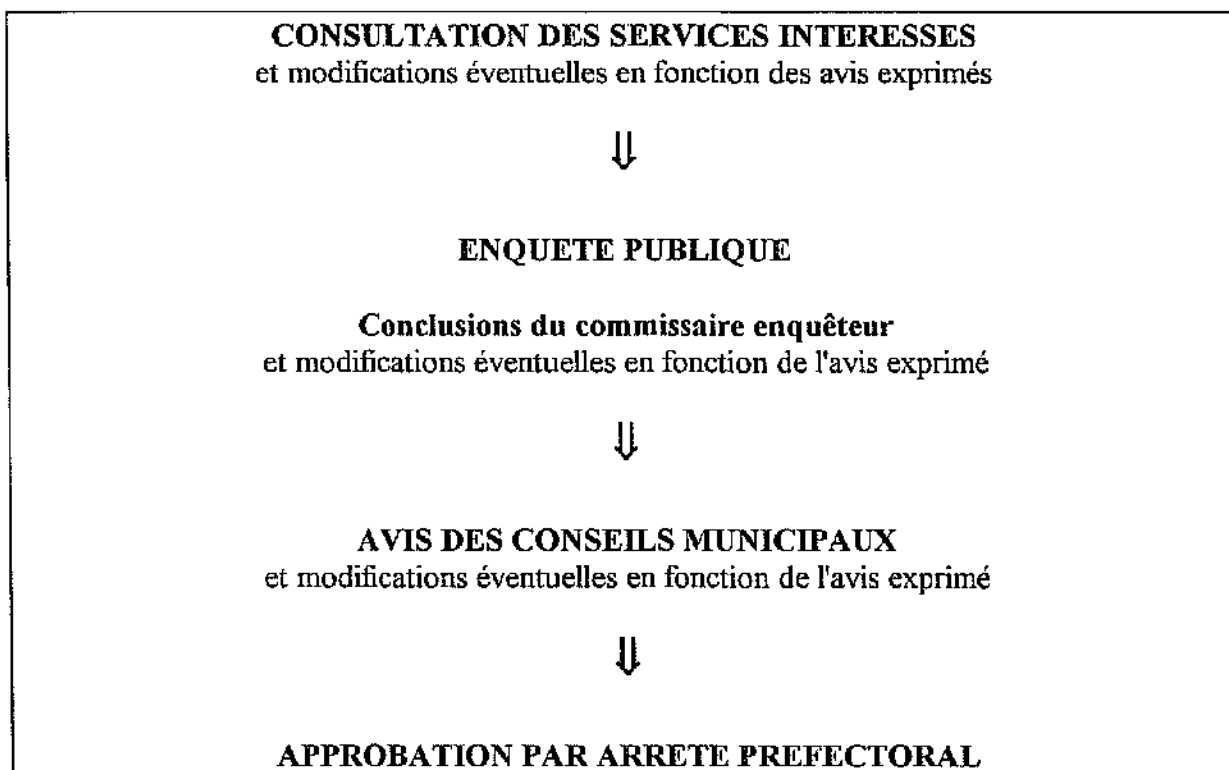 CONSULTATION DES SERVICES INTERESSES
et modifications éventuelles en fonction des avis exprimés
⇓
ENQUETE PUBLIQUE
Conclusions du commissaire enquêteur
et modifications éventuelles en fonction de l'avis exprimé
⇓
AVIS DES CONSEILS MUNICIPAUX
et modifications éventuelles en fonction de l'avis exprimé
⇓
APPROBATION PAR ARRETE PREFECTORAL